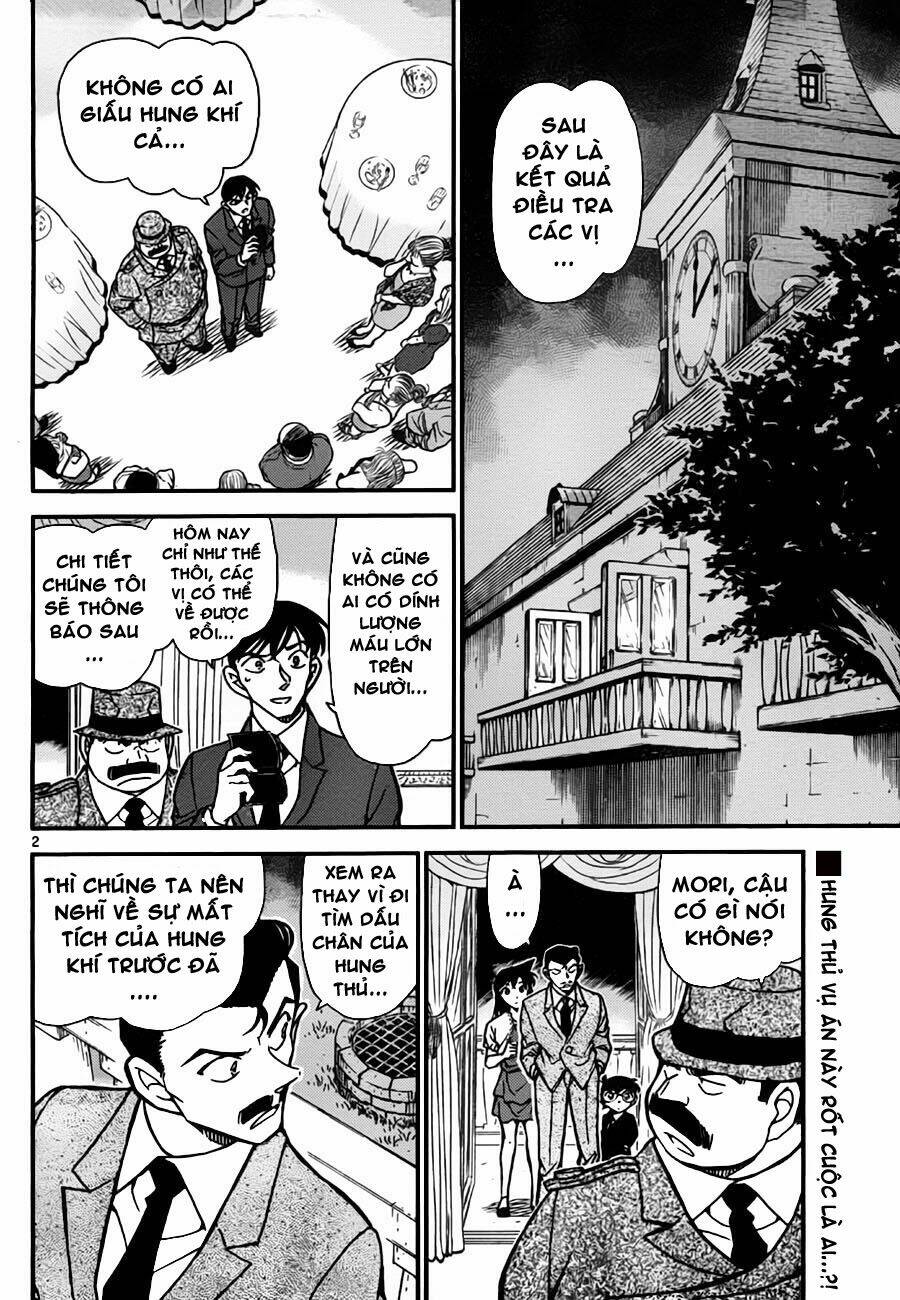 SAU
ĐÂY LÀ
KẾT QUẢ
ĐIỀU TRA
CÁC VỊ
...
KHÔNG CÓ AI
GIẤU HUNG KHÍ
CẢ...
VÀ CŨNG
KHÔNG CÓ
AI CÓ DÍNH
LƯỢNG
MÁU LỚN
TRÊN
NGƯỜI...
HÔM NAY
CHỈ NHƯ THẾ
THÔI, CÁC
VỊ CÓ THỂ
VỀ ĐƯỢC
RỒI...
CHI TIẾT
CHÚNG TÔI
SẼ THÔNG
BÁO SAU
...
2
HUNG THỦ VỤ ÁN NÀY RỐT CUỘC LÀ AI...?!
MORI, CẬU
CÓ GÌ NÓI
KHÔNG?
À
...
XEM RA
THAY VÌ ĐI
TÌM DẤU
CHÂN CỦA
HUNG
THỦ...
THÌ CHÚNG TA NÊN
NGHĨ VỀ SỰ MẤT
TÍCH CỦA HUNG
KHÍ TRƯỚC ĐÃ
....